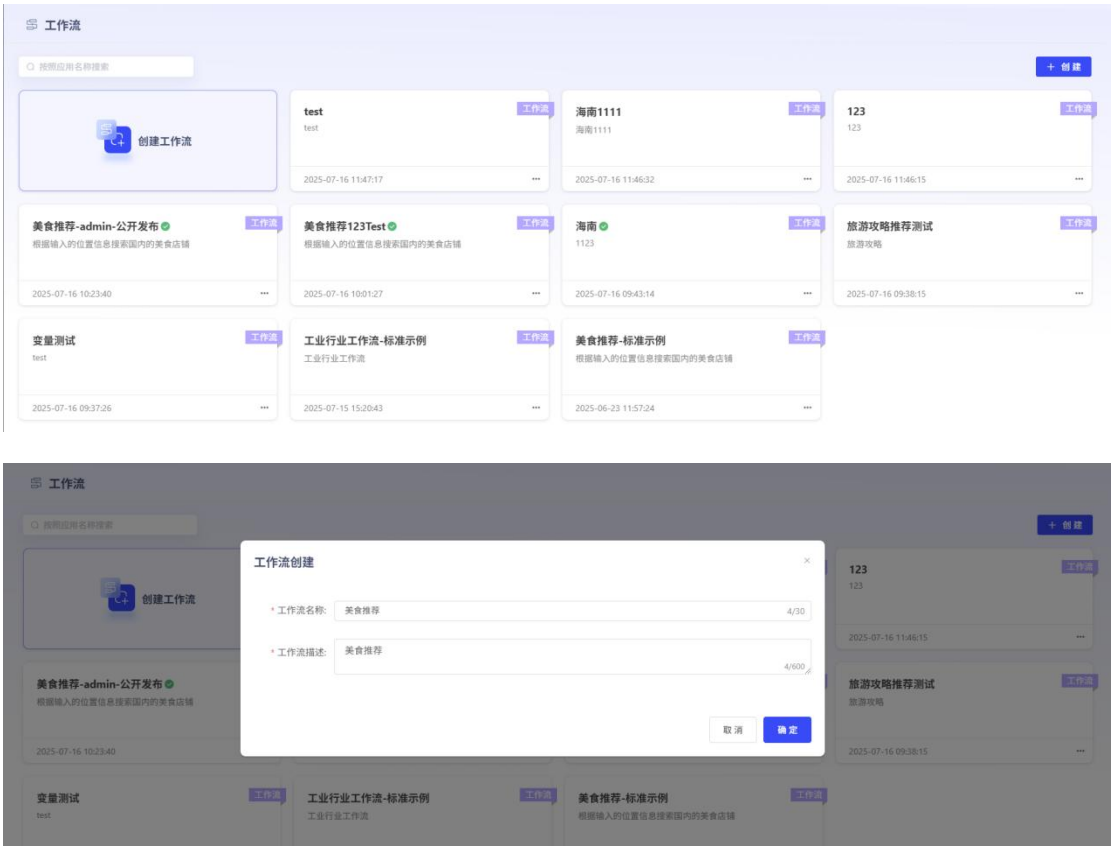 工作流
按照应用名称搜索
+ 创建
创建工作流
test
工作流
test
2025-07-16 11:47:17
海南1111
工作流
海南1111
2025-07-16 11:46:32
123
工作流
123
2025-07-16 11:46:15
美食推荐-admin-公开发布
工作流
根据输入的位置信息搜索国内的美食店铺
2025-07-16 10:23:40
美食推荐123Test
工作流
根据输入的位置信息搜索国内的美食店铺
2025-07-16 10:01:27
海南
工作流
1123
2025-07-16 09:43:14
旅游攻略推荐测试
工作流
旅游攻略
2025-07-16 09:38:15
变量测试
工作流
test
2025-07-16 09:37:26
工业行业工作流-标准示例
工作流
工业行业工作流
2025-07-15 15:20:43
美食推荐-标准示例
工作流
根据输入的位置信息搜索国内的美食店铺
2025-06-23 11:57:24
工作流
按照应用名称搜索
+ 创建
创建工作流
工作流创建
* 工作流名称: 美食推荐 4/30
* 工作流描述: 美食推荐
4/600
取消
确定
123
工作流
123
2025-07-16 11:46:15
美食推荐-admin-公开发布
根据输入的位置信息搜索国内的美食店铺
2025-07-16 10:23:40
旅游攻略推荐测试
工作流
旅游攻略
2025-07-16 09:38:15
变量测试
工作流
test
工业行业工作流-标准示例
工作流
工业行业工作流
美食推荐-标准示例
工作流
根据输入的位置信息搜索国内的美食店铺